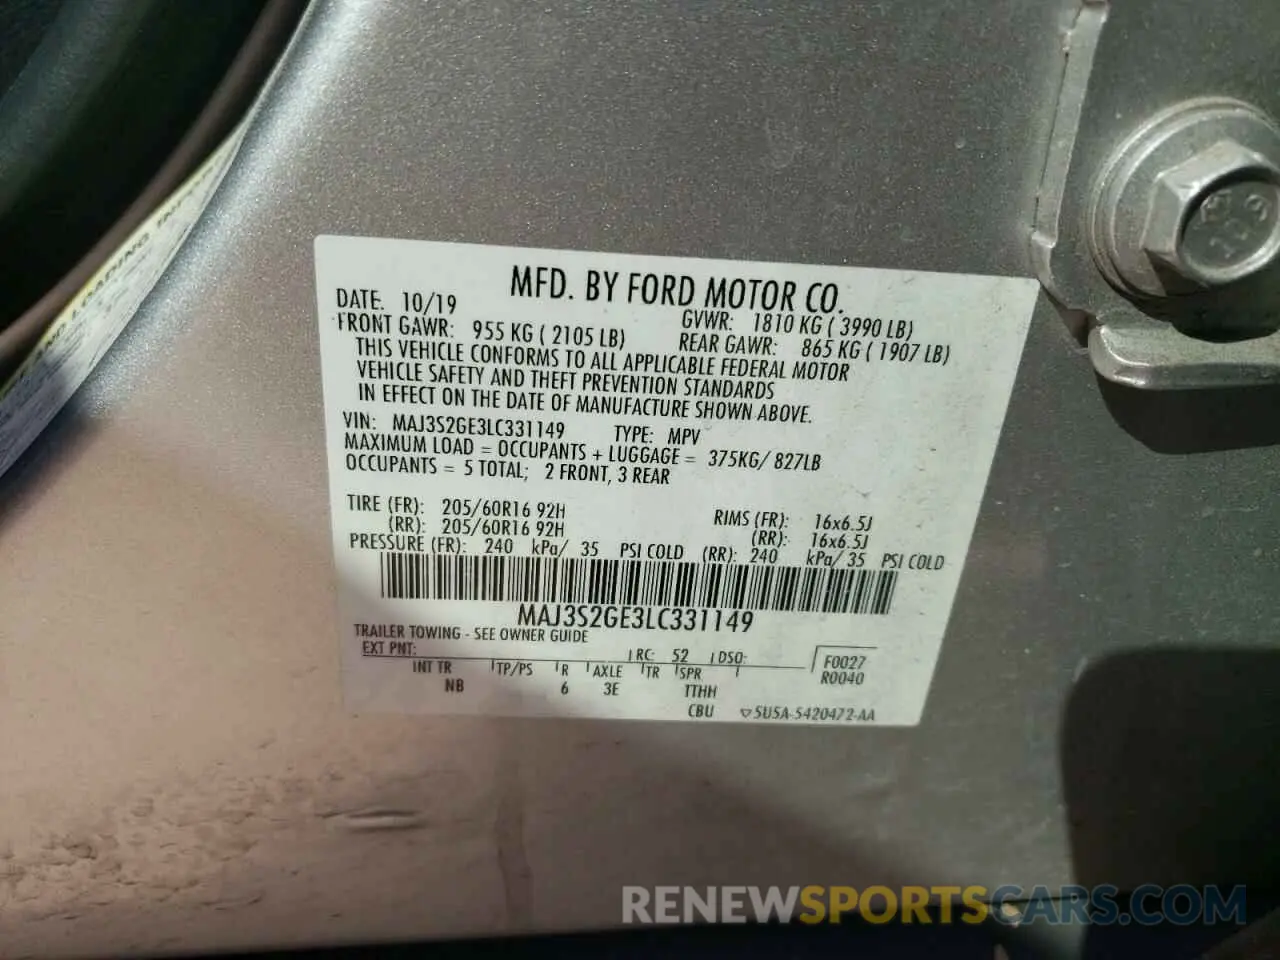 MFD. BY FORD MOTOR CO.
DATE. 10/19 GVWR: 1810 KG ( 3990 LB)
FRONT GAWR: 955 KG ( 2105 LB) REAR GAWR: 865 KG ( 1907 LB)
THIS VEHICLE CONFORMS TO ALL APPLICABLE FEDERAL MOTOR
VEHICLE SAFETY AND THEFT PREVENTION STANDARDS
IN EFFECT ON THE DATE OF MANUFACTURE SHOWN ABOVE.
VIN: MAJ3S2GE3LC331149 TYPE: MPV
MAXIMUM LOAD = OCCUPANTS + LUGGAGE = 375KG/ 827LB
OCCUPANTS = 5 TOTAL; 2 FRONT, 3 REAR
TIRE (FR): 205/60R16 92H RIMS (FR): 16x6.5J
(RR): 205/60R16 92H (RR): 16x6.5J
PRESSURE (FR): 240 kPa/ 35 PSI COLD (RR): 240 kPa/ 35 PSI COLD
MAJ3S2GE3LC331149
TRAILER TOWING - SEE OWNER GUIDE
EXT PNT: RC: 52 DSO: F0027
INT TR TP/PS R AXLE TR SPR R0040
NB 6 3E TTHH
CBU 5U5A-5420472-AA
LOADING
RENEWSPORTSCARS.COM